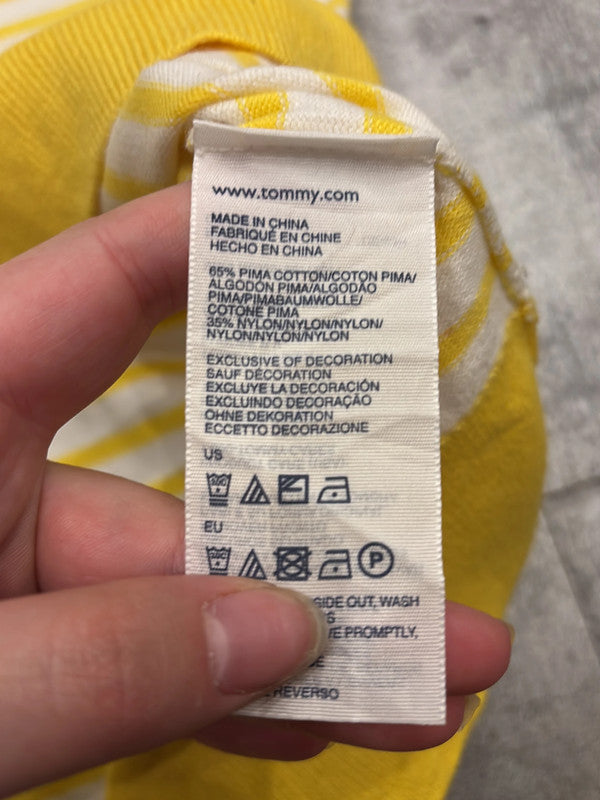 www.tommy.com
MADE IN CHINA
FABRIQUÉ EN CHINE
HECHO EN CHINA
65% PIMA COTTON/COTON PIMA/
ALGODON PIMA/ALGODÃO
PIMA/PIMABAUMWOLLE/
COTONE PIMA
35% NYLON/NYLON/NYLON/
NYLON/NYLON/NYLON
EXCLUSIVE OF DECORATION
SAUF DÉCORATION
EXCLUYE LA DECORACIÓN
EXCLUINDO DECORAÇÃO
OHNE DEKORATION
ECCETTO DECORAZIONE
US
EU
P
SIDE OUT, WASH
PROMPTLY,
REVERSO